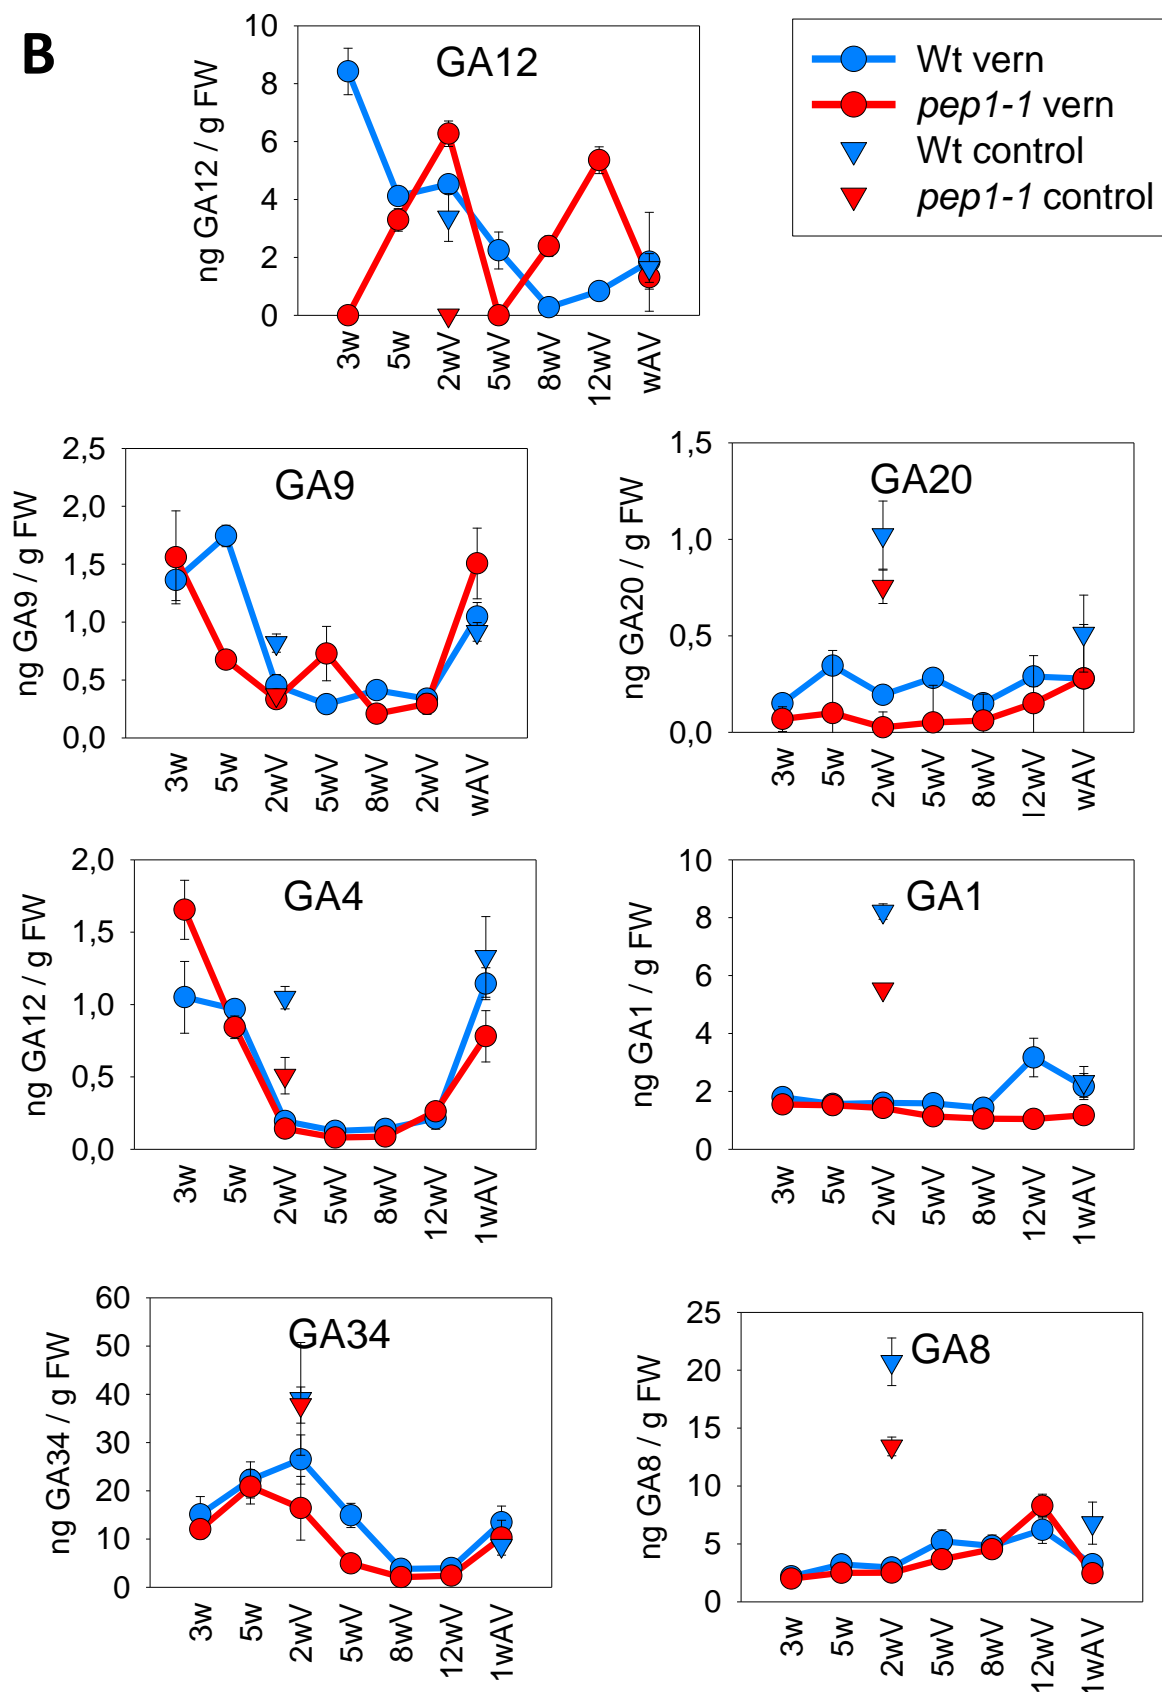 B
GA12
ng GA12 / g FW
10
8
6
4
2
0
3w
5w
2wV
5wV
8wV
12wV
wAV
Wt vern
pep1-1 vern
Wt control
pep1-1 control
GA9
ng GA9 / g FW
2,5
2,0
1,5
1,0
0,5
0,0
3w
5w
2wV
5wV
8wV
2wV
wAV
GA20
ng GA20 / g FW
1,5
1,0
0,5
0,0
3w
5w
2wV
5wV
8wV
12wV
wAV
GA4
ng GA12 / g FW
2,0
1,5
1,0
0,5
0,0
3w
5w
2wV
5wV
8wV
12wV
1wAV
GA1
ng GA1 / g FW
10
8
6
4
2
0
3w
5w
2wV
5wV
8wV
12wV
1wAV
GA34
ng GA34 / g FW
60
50
40
30
20
10
0
3w
5w
2wV
5wV
8wV
12wV
1wAV
GA8
ng GA8 / g FW
25
20
15
10
5
0
3w
5w
2wV
5wV
8wV
12wV
1wAV